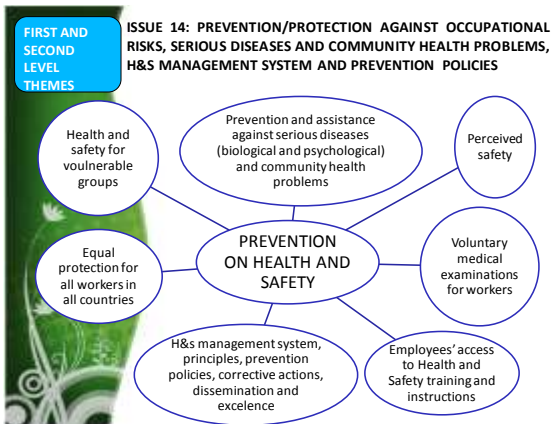 FIRST AND
SECOND
LEVEL
THEMES
ISSUE 14: PREVENTION/PROTECTION AGAINST OCCUPATIONAL
RISKS, SERIOUS DISEASES AND COMMUNITY HEALTH PROBLEMS,
H&S MANAGEMENT SYSTEM AND PREVENTION POLICIES
Health and
safety for
voulnerable
groups
Prevention and assistance
against serious diseases
(biological and psychological)
and community health
problems
Perceived
safety
Equal
protection for
all workers in
all countries
PREVENTION
ON HEALTH AND
SAFETY
Voluntary
medical
examinations
for workers
H&s management system,
principles, prevention
policies, corrective actions,
dissemination and
excelence
Employees' access
to Health and
Safety training and
instructions